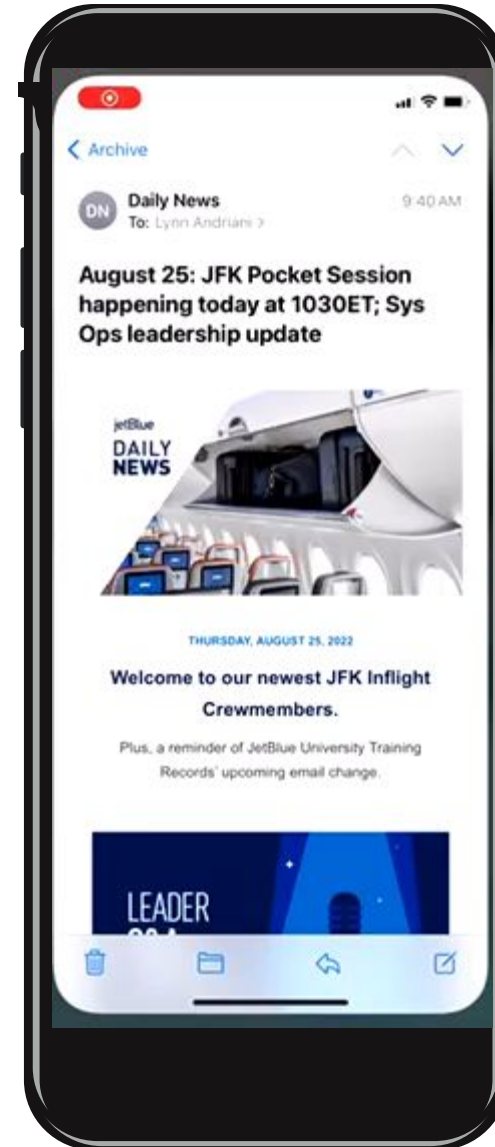 Archive
DN
Daily News
9:40 AM
To: Lynn Andriani >
August 25: JFK Pocket Session
happening today at 1030ET; Sys
Ops leadership update
jetBlue
DAILY
NEWS
THURSDAY, AUGUST 25, 2022
Welcome to our newest JFK Inflight
Crewmembers.
Plus, a reminder of JetBlue University Training
Records' upcoming email change.
LEADER
Q&A